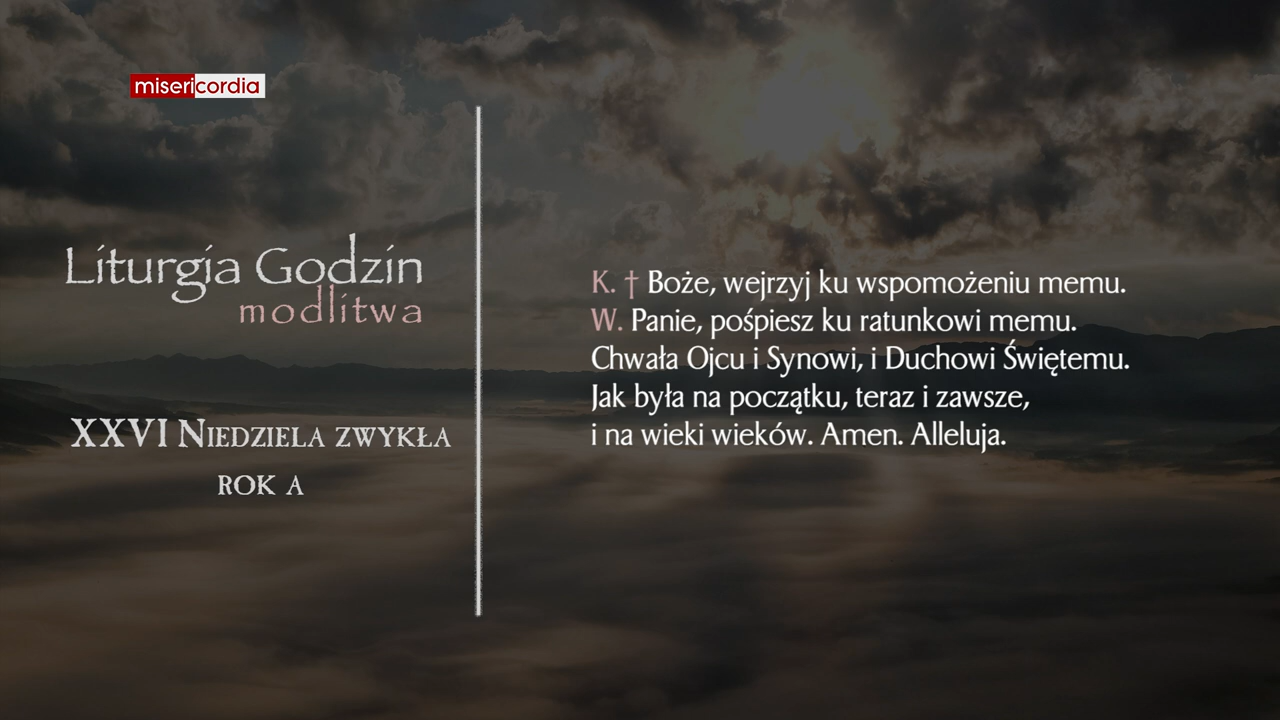 misericordia
Liturgia Godzin
modlitwa
XXVI Niedziela zwykła
rok A
K. † Boże, wejrzyj ku wspomożeniu memu.
W. Panie, pośpiesz ku ratunkowi memu.
Chwała Ojcu i Synowi, i Duchowi Świętemu.
Jak była na początku, teraz i zawsze,
i na wieki wieków. Amen. Alleluja.